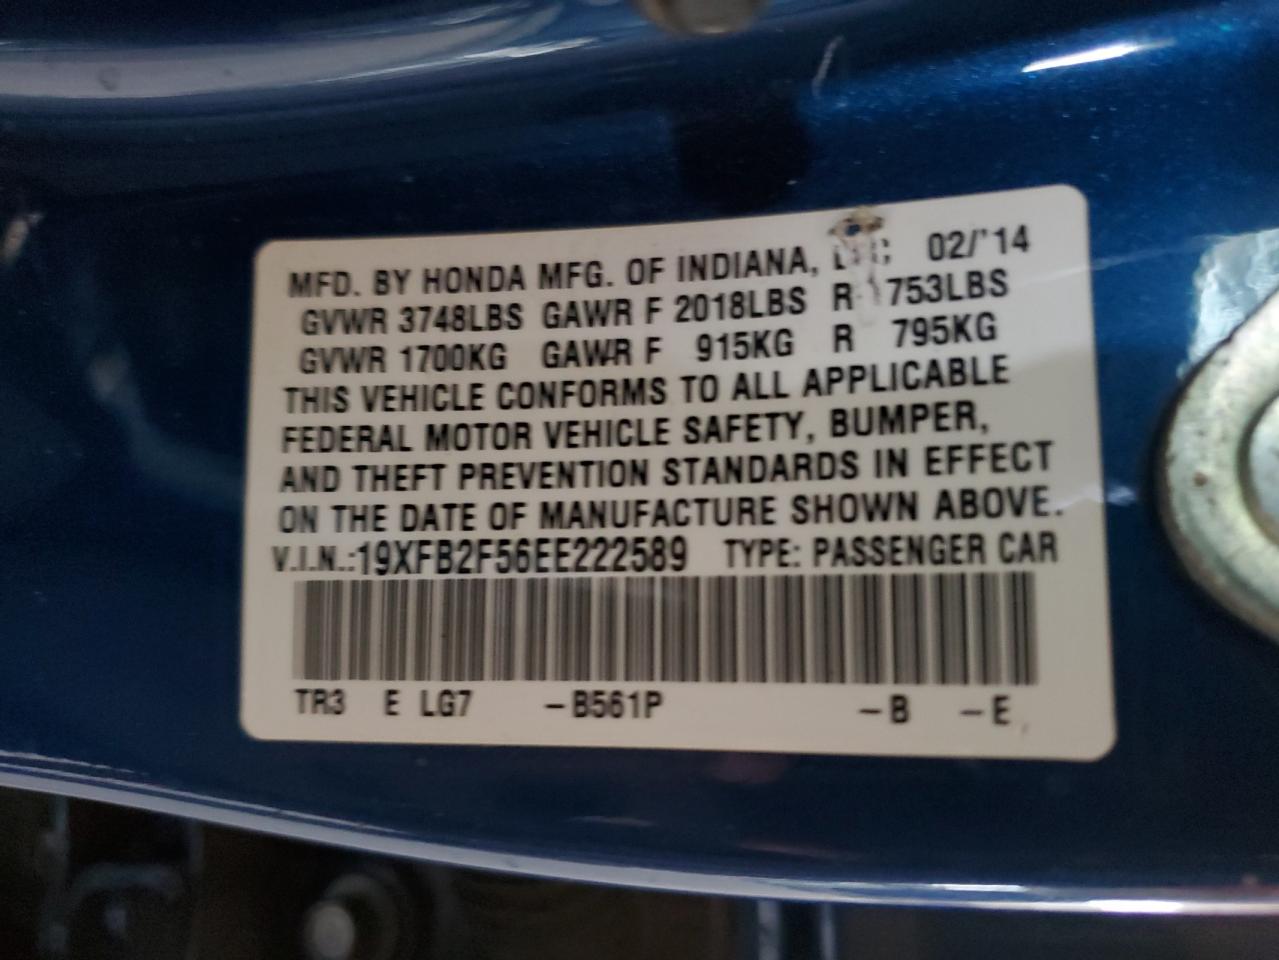 MFD. BY HONDA MFG. OF INDIANA, 02/'14
GVWR 3748LBS GAWR F 2018LBS R 1753LBS
GVWR 1700KG GAWR F 915KG R 795KG
THIS VEHICLE CONFORMS TO ALL APPLICABLE
FEDERAL MOTOR VEHICLE SAFETY, BUMPER,
AND THEFT PREVENTION STANDARDS IN EFFECT
ON THE DATE OF MANUFACTURE SHOWN ABOVE.
V.I.N.:19XFB2F56EE222589 TYPE: PASSENGER CAR
TR3 E LG7 -B561P -B -E